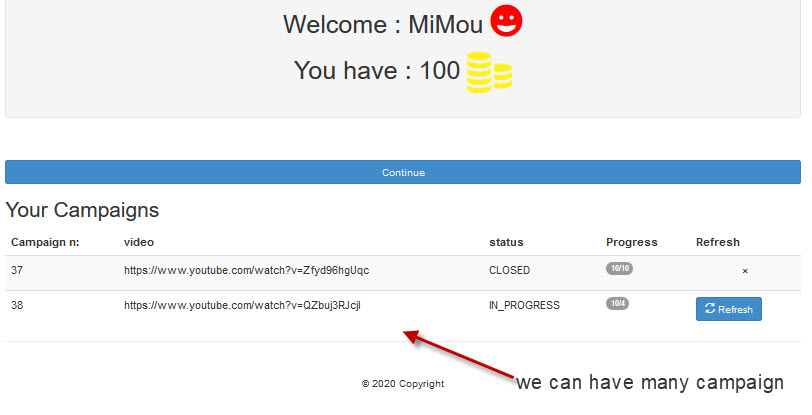 Welcome : MiMou
You have : 100
Continue
Your Campaigns
Campaign n: video status Progress Refresh
37 https://www.youtube.com/watch?v=Zfyd96hgUqc CLOSED 10/10 ×
38 https://www.youtube.com/watch?v=QZbuj3RJcjI IN_PROGRESS 10/4 Refresh
© 2020 Copyright
we can have many campaign